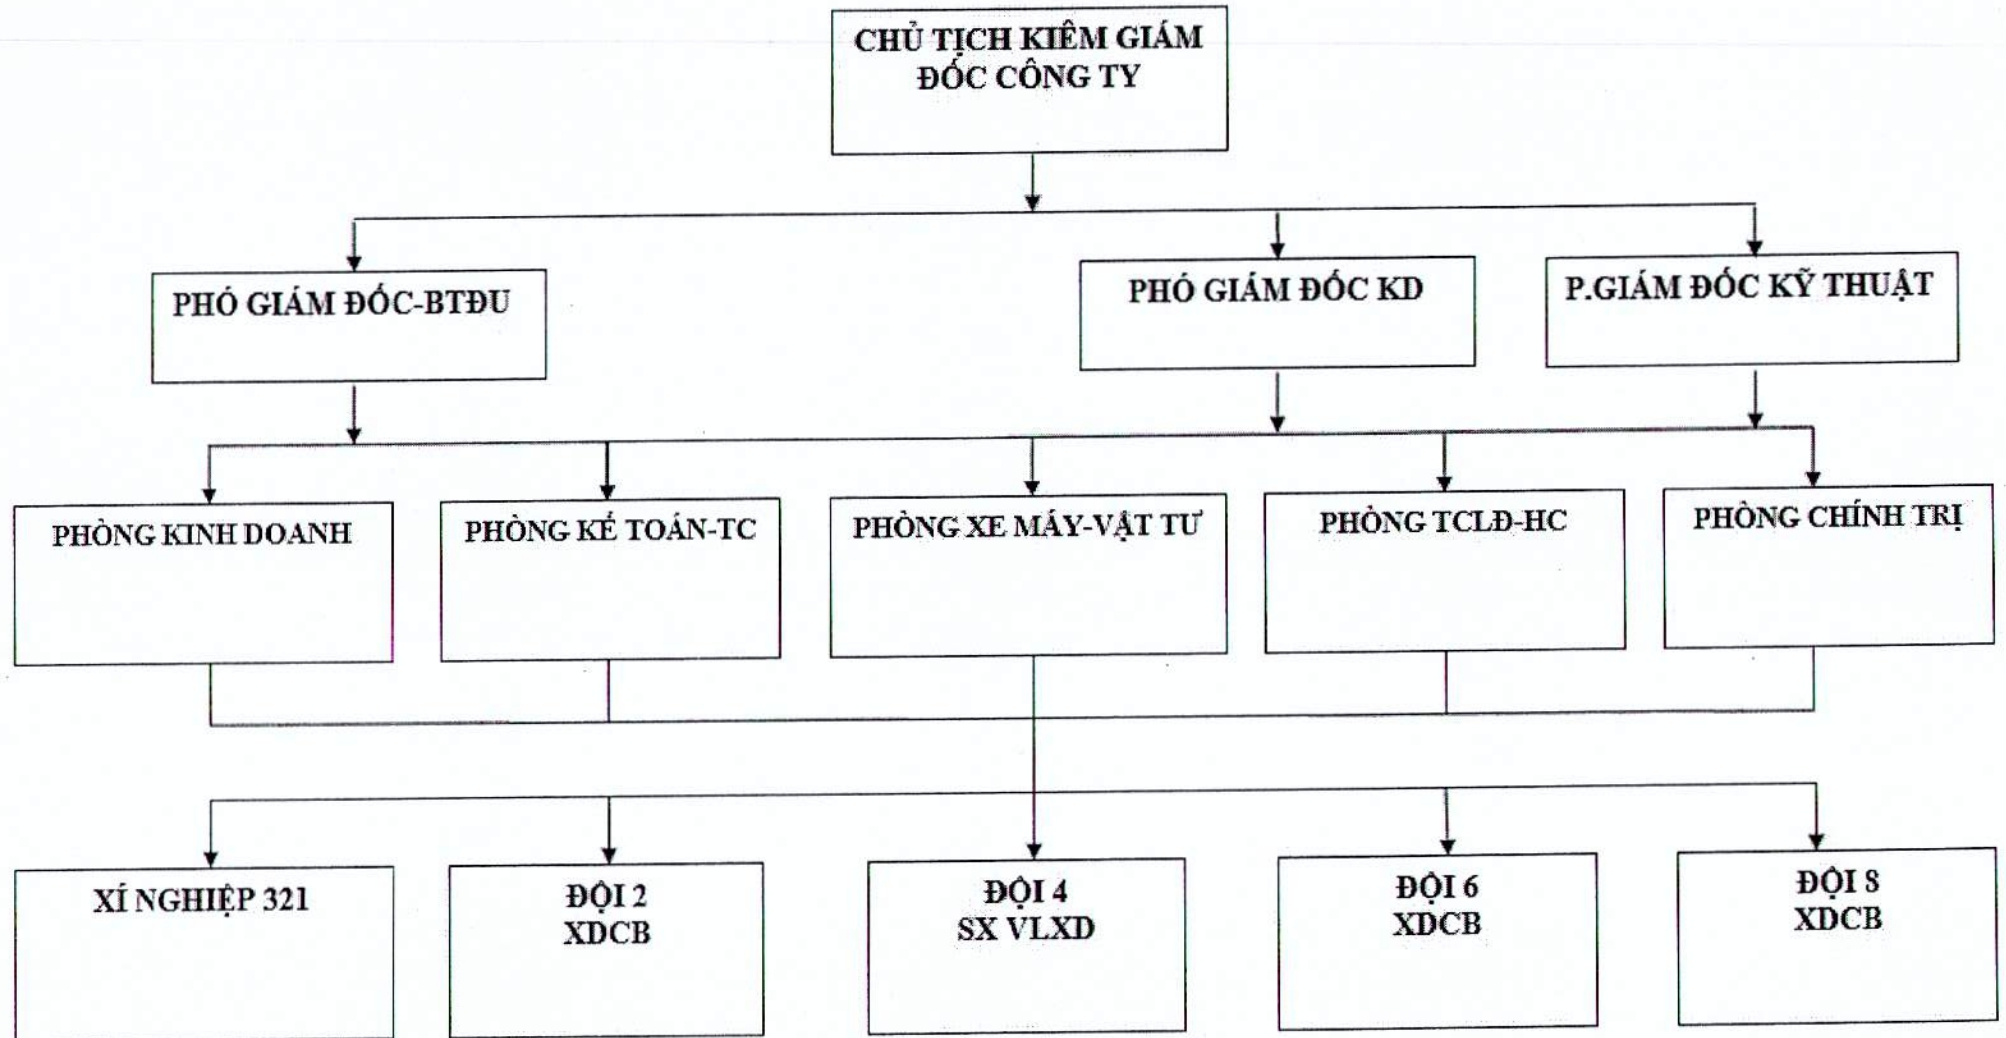 CHỦ TỊCH KIÊM GIÁM
ĐỐC CÔNG TY
PHÓ GIÁM ĐỐC-BTĐU
PHÓ GIÁM ĐỐC KD
P.GIÁM ĐỐC KỸ THUẬT
PHÒNG KINH DOANH
PHÒNG KẾ TOÁN-TC
PHÒNG XE MÁY-VẬT TƯ
PHÒNG TCLĐ-HC
PHÒNG CHÍNH TRỊ
XÍ NGHIỆP 321
ĐỘI 2
XDCB
ĐỘI 4
SX VLXD
ĐỘI 6
XDCB
ĐỘI 8
XDCB